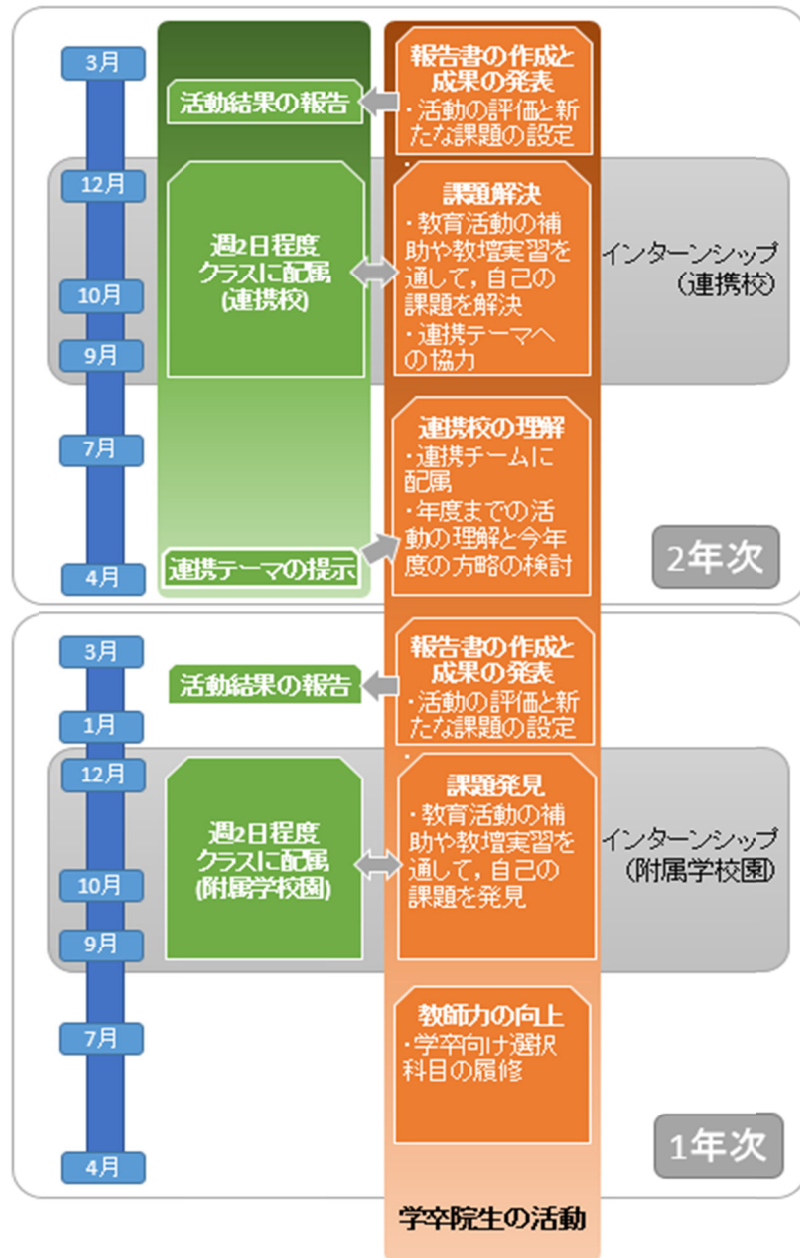 3月
12月
10月
9月
7月
4月
活動結果の報告
週2日程度
クラスに配属
(連携校)
連携テーマの提示
報告書の作成と
成果の発表
・活動の評価と新
たな課題の設定
・
課題解決
・教育活動の補
助や教壇実習を
通して，自己の
課題を解決
・連携テーマへ
の協力
インターンシップ
(連携校)
連携校の理解
・連携チームに
配属
・年度までの活
動の理解と今年
度の方略の検討
2年次
3月
1月
12月
10月
9月
7月
4月
活動結果の報告
週2日程度
クラスに配属
(附属学校園)
報告書の作成と
成果の発表
・活動の評価と新
たな課題の設定
・
課題発見
・教育活動の補
助や教壇実習を
通して，自己の
課題を発見
インターンシップ
(附属学校園)
教師力の向上
・学卒向け選択
科目の履修
1年次
学卒院生の活動